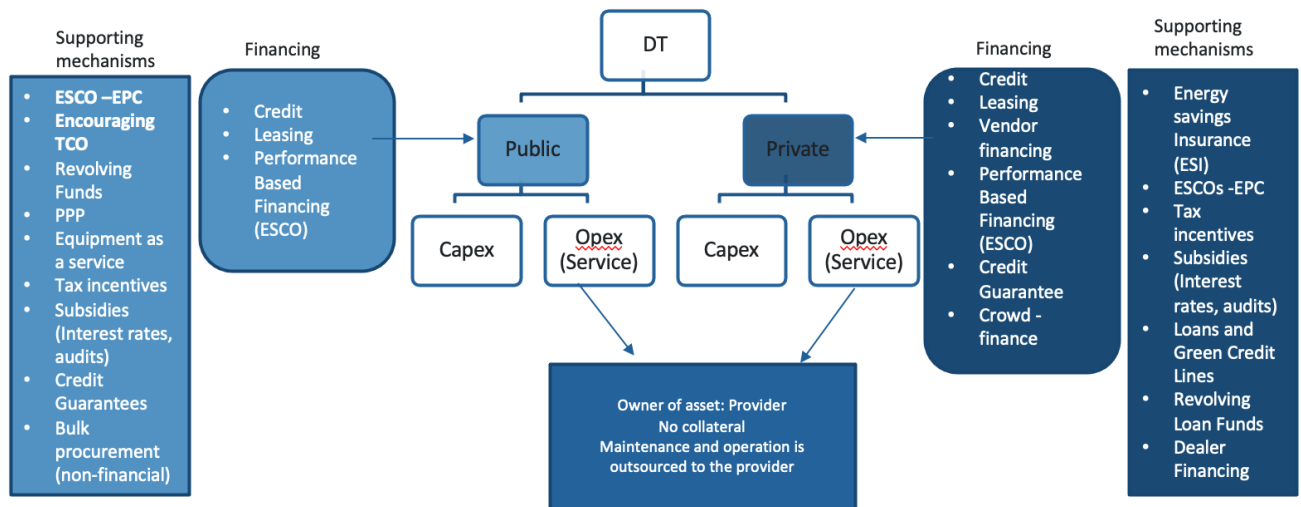 Supporting
mechanisms
• ESCO –EPC
• Encouraging
TCO
• Revolving
Funds
• PPP
• Equipment as
a service
• Tax incentives
• Subsidies
(Interest rates,
audits)
• Credit
Guarantees
• Bulk
procurement
(non-financial)
Financing
• Credit
• Leasing
• Performance
Based
Financing
(ESCO)
DT
Public
Private
Capex
Opex
(Service)
Capex
Opex
(Service)
Owner of asset: Provider
No collateral
Maintenance and operation is
outsourced to the provider
Financing
• Credit
• Leasing
• Vendor
financing
• Performance
Based
Financing
(ESCO)
• Credit
Guarantee
• Crowd -
finance
Supporting
mechanisms
• Energy
savings
Insurance
(ESI)
• ESCOs -EPC
• Tax
incentives
• Subsidies
(Interest
rates, audits)
• Loans and
Green Credit
Lines
• Revolving
Loan Funds
• Dealer
Financing